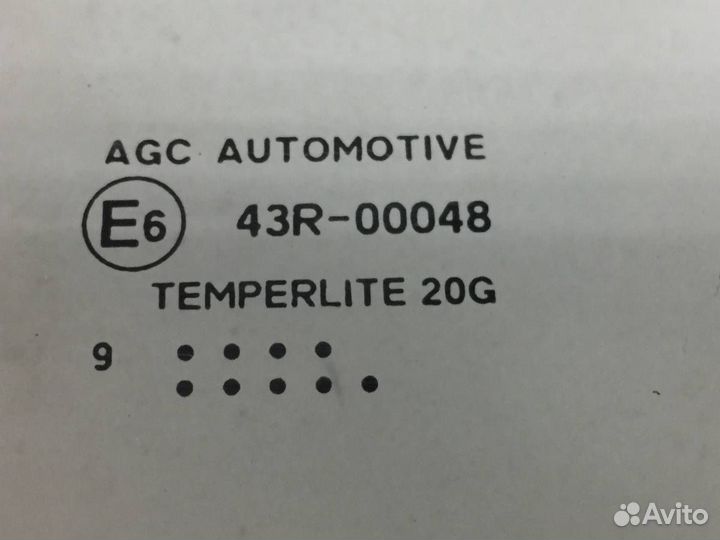 AGC AUTOMOTIVE
E6 43R-00048
TEMPERLITE 20G
9
Avito